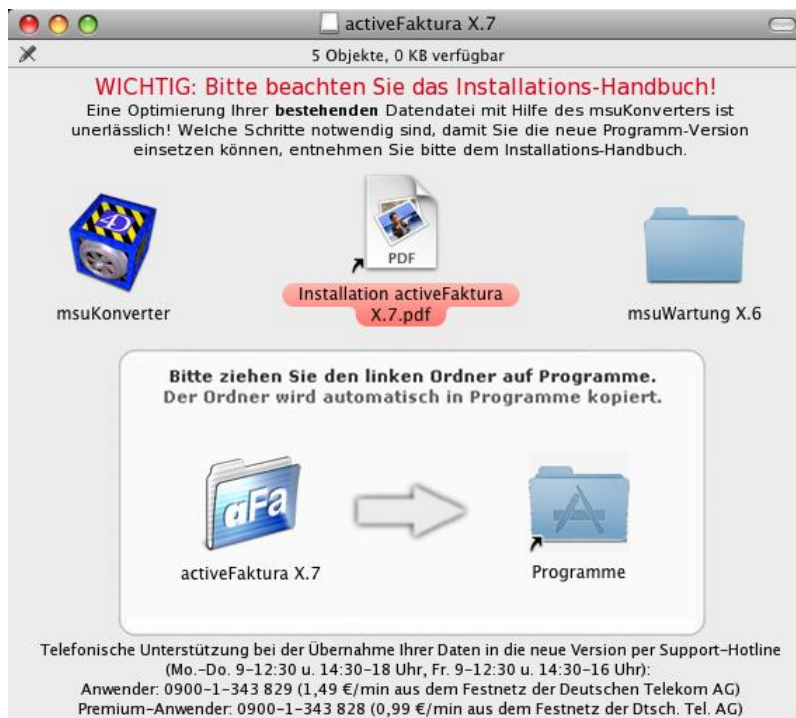 activeFaktura X.7
5 Objekte, 0 KB verfügbar
WICHTIG: Bitte beachten Sie das Installations-Handbuch!
Eine Optimierung Ihrer bestehenden Datendatei mit Hilfe des msuKonverters ist
unerlässlich! Welche Schritte notwendig sind, damit Sie die neue Programm-Version
einsetzen können, entnehmen Sie bitte dem Installations-Handbuch.
4D
PDF
msuKonverter
Installation activeFaktura
X.7.pdf
msuWartung X.6
Bitte ziehen Sie den linken Ordner auf Programme.
Der Ordner wird automatisch in Programme kopiert.
aFa
activeFaktura X.7
Programme
Telefonische Unterstützung bei der Übernahme Ihrer Daten in die neue Version per Support-Hotline
(Mo.-Do. 9-12:30 u. 14:30-18 Uhr, Fr. 9-12:30 u. 14:30-16 Uhr):
Anwender: 0900-1-343 829 (1,49 €/min aus dem Festnetz der Deutschen Telekom AG)
Premium-Anwender: 0900-1-343 828 (0,99 €/min aus dem Festnetz der Dtsch. Tel. AG)